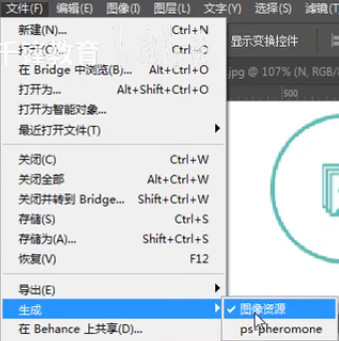 文件(F) 编辑(E) 图像(I) 图层(L) 文字(Y) 选择(S) 滤镜(T
新建(N)... Ctrl+N
打开(O)... Ctrl+O
在 Bridge 中浏览(B)... Alt+Ctrl+O
打开为... Alt+Shift+Ctrl+O
打开为智能对象...
最近打开文件(T)
关闭(C) Ctrl+W
关闭全部 Alt+Ctrl+W
关闭并转到 Bridge... Shift+Ctrl+W
存储(S) Ctrl+S
存储为(A)... Shift+Ctrl+S
恢复(V) F12
导出(E)
生成
在 Behance 上共享(D)...
显示变换控件
.jpg @ 107% (N, RGB/8
500
图像资源
ps-pheromone
千锋教育